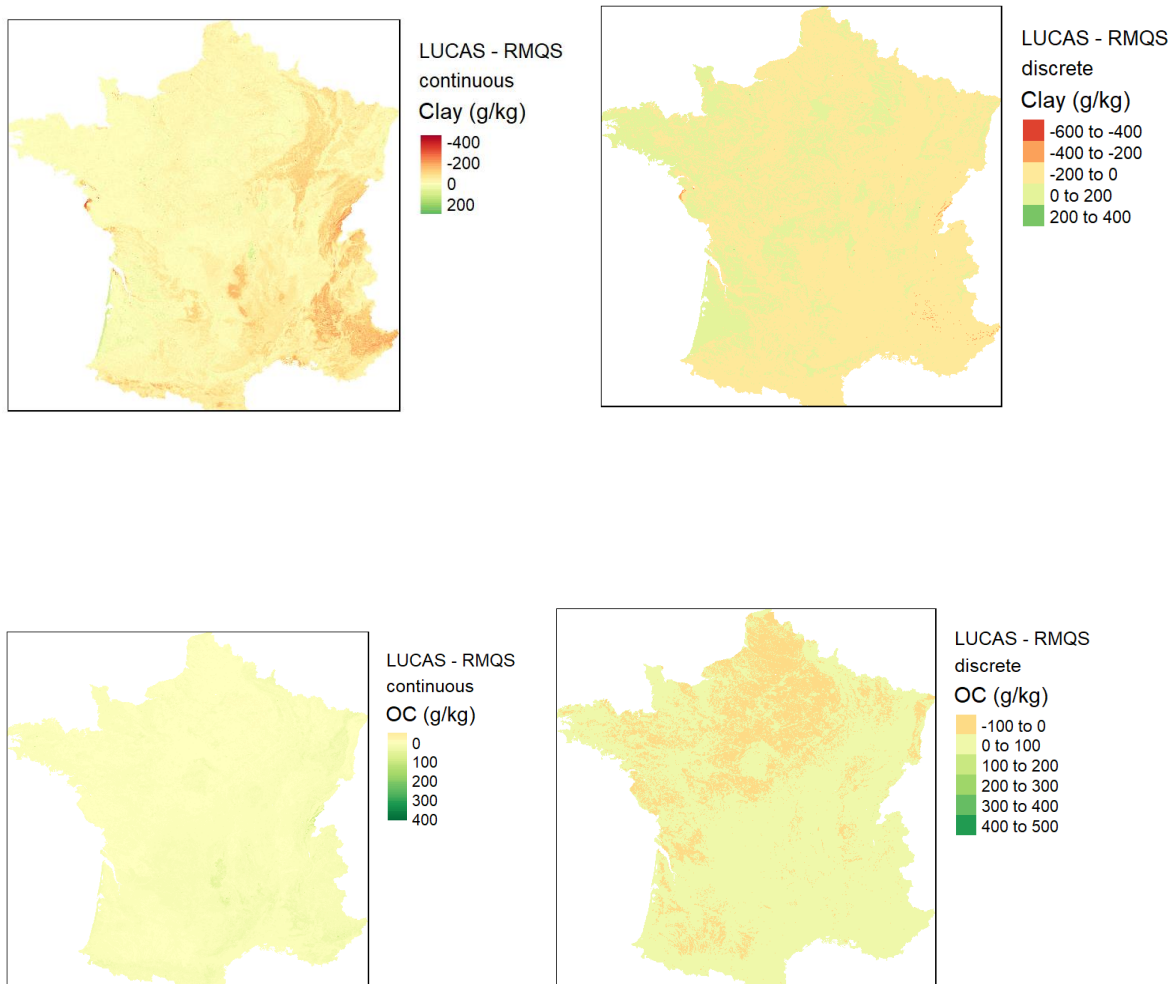 LUCAS - RMQS
continuous
Clay (g/kg)
-400
-200
0
200
LUCAS - RMQS
discrete
Clay (g/kg)
-600 to -400
-400 to -200
-200 to 0
0 to 200
200 to 400
LUCAS - RMQS
continuous
OC (g/kg)
0
100
200
300
400
LUCAS - RMQS
discrete
OC (g/kg)
-100 to 0
0 to 100
100 to 200
200 to 300
300 to 400
400 to 500